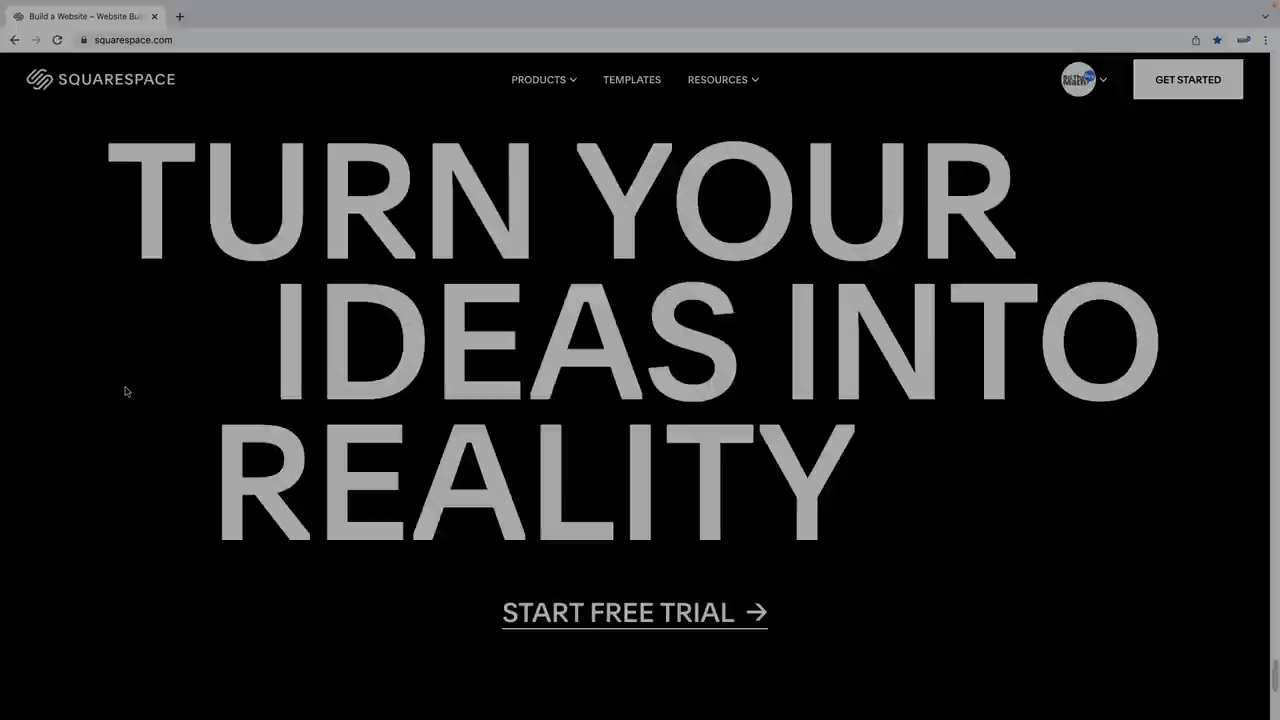 Build a Website – Website Bui
squarespace.com
SQUARESPACE
PRODUCTS
TEMPLATES
RESOURCES
GET STARTED
TURN YOUR
IDEAS INTO
REALITY
START FREE TRIAL →